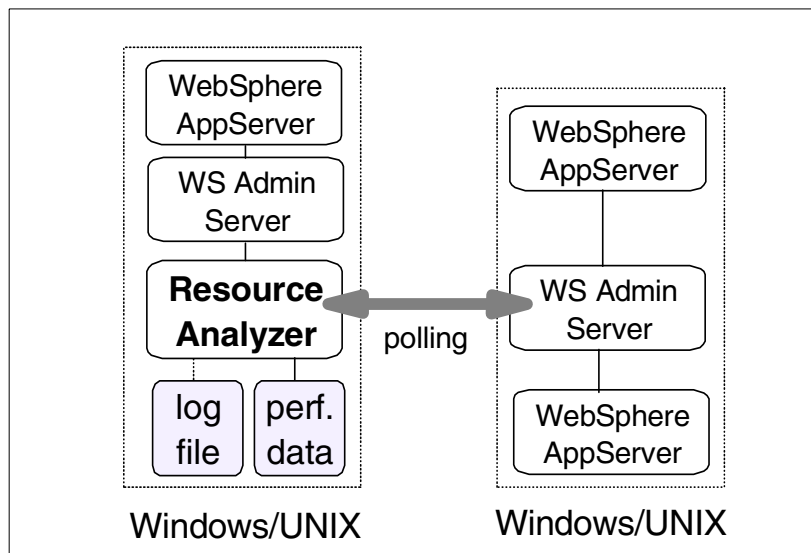 WebSphere
AppServer
WS Admin
Server
Resource
Analyzer
log
file
perf.
data
Windows/UNIX
polling
WebSphere
AppServer
WS Admin
Server
WebSphere
AppServer
Windows/UNIX